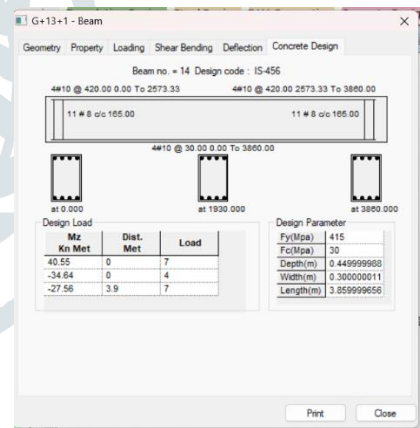 G+13+1 - Beam
Geometry Property Loading Shear Bending Deflection Concrete Design
Beam no. = 14 Design code : IS-456
4#10 @ 420.00 0.00 To 2573.33 4#10 @ 420.00 2573.33 To 3860.00
11 # 8 c/c 165.00 11 # 8 c/c 165.00
4#10 @ 30.00 0.00 To 3860.00
at 0.000 at 1930.000 at 3860.000
Design Load Design Parameter
Mz Kn Met Dist. Met Load
40.55 0 7
-34.64 0 4
-27.56 3.9 7
Fy(Mpa) 415
Fc(Mpa) 30
Depth(m) 0.449999988
Width(m) 0.300000011
Length(m) 3.859999656
Print Close